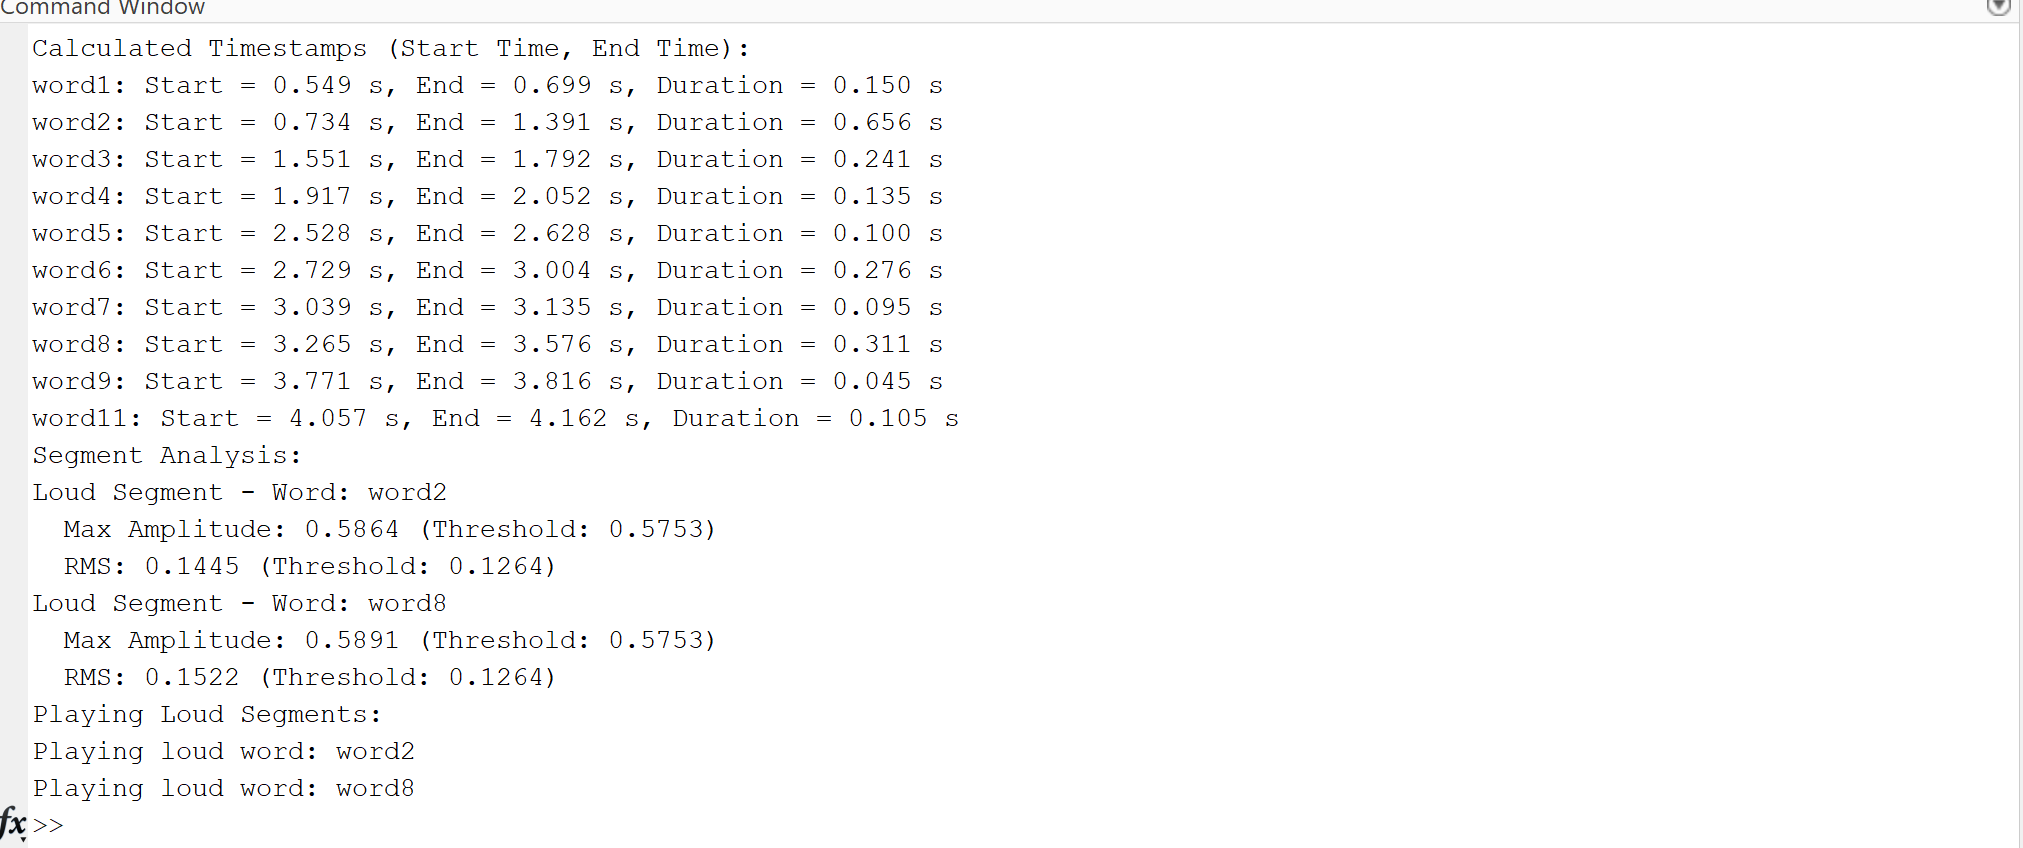 Command Window
Calculated Timestamps (Start Time, End Time):
word1: Start = 0.549 s, End = 0.699 s, Duration = 0.150 s
word2: Start = 0.734 s, End = 1.391 s, Duration = 0.656 s
word3: Start = 1.551 s, End = 1.792 s, Duration = 0.241 s
word4: Start = 1.917 s, End = 2.052 s, Duration = 0.135 s
word5: Start = 2.528 s, End = 2.628 s, Duration = 0.100 s
word6: Start = 2.729 s, End = 3.004 s, Duration = 0.276 s
word7: Start = 3.039 s, End = 3.135 s, Duration = 0.095 s
word8: Start = 3.265 s, End = 3.576 s, Duration = 0.311 s
word9: Start = 3.771 s, End = 3.816 s, Duration = 0.045 s
word11: Start = 4.057 s, End = 4.162 s, Duration = 0.105 s
Segment Analysis:
Loud Segment - Word: word2
  Max Amplitude: 0.5864 (Threshold: 0.5753)
  RMS: 0.1445 (Threshold: 0.1264)
Loud Segment - Word: word8
  Max Amplitude: 0.5891 (Threshold: 0.5753)
  RMS: 0.1522 (Threshold: 0.1264)
Playing Loud Segments:
Playing loud word: word2
Playing loud word: word8
fx >>